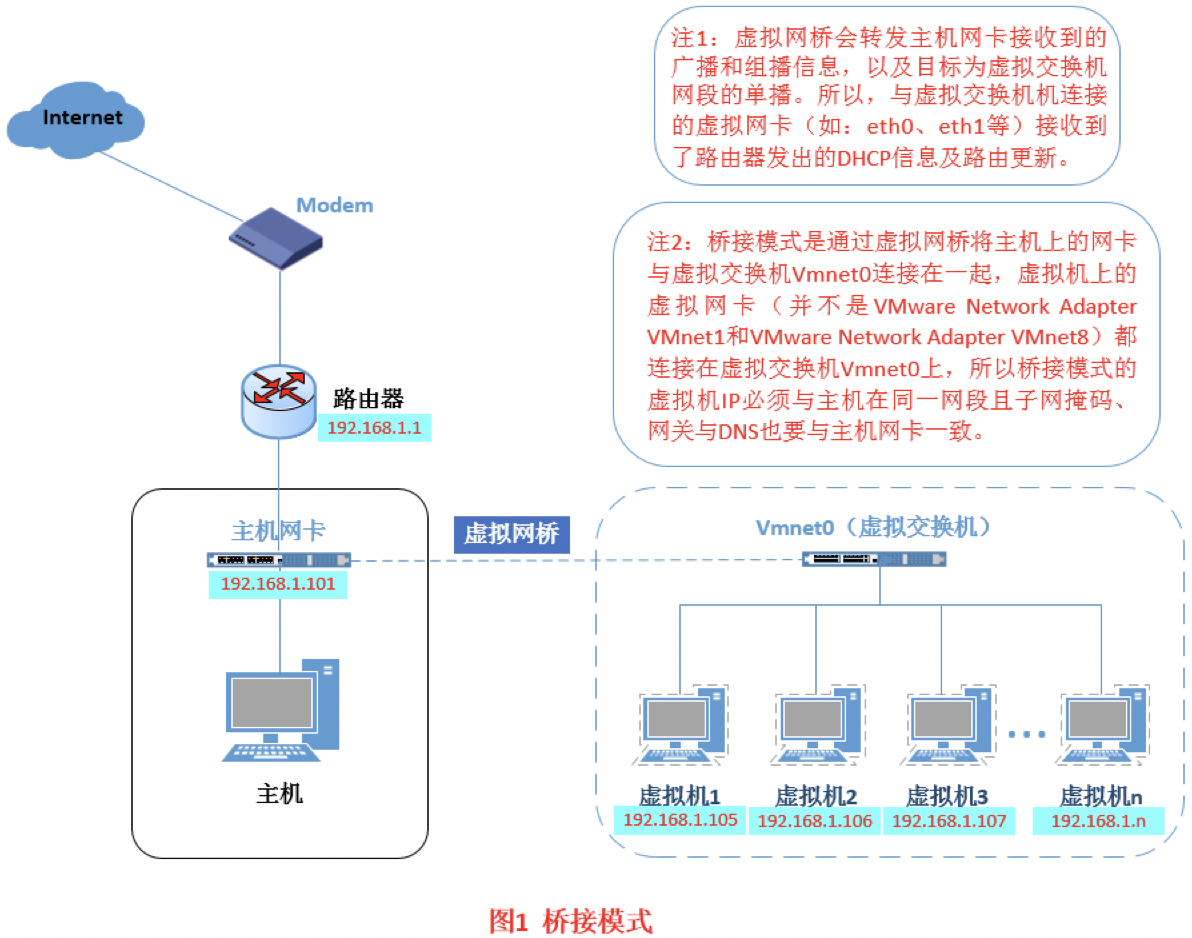 注1：虚拟网桥会转发主机网卡接收到的
广播和组播信息，以及目标为虚拟交换机
网段的单播。所以，与虚拟交换机机连接
的虚拟网卡（如：eth0、eth1等）接收到
了路由器发出的DHCP信息及路由更新。
Internet
Modem
注2：桥接模式是通过虚拟网桥将主机上的网卡
与虚拟交换机Vmnet0连接在一起，虚拟机上的
虚拟网卡（并不是VMware Network Adapter
VMnet1和VMware Network Adapter VMnet8）都
连接在虚拟交换机Vmnet0上，所以桥接模式的
虚拟机IP必须与主机在同一网段且子网掩码、
网关与DNS也要与主机网卡一致。
路由器
192.168.1.1
主机网卡
192.168.1.101
虚拟网桥
Vmnet0（虚拟交换机）
主机
虚拟机1
192.168.1.105
虚拟机2
192.168.1.106
虚拟机3
192.168.1.107
虚拟机n
192.168.1.n
图1 桥接模式